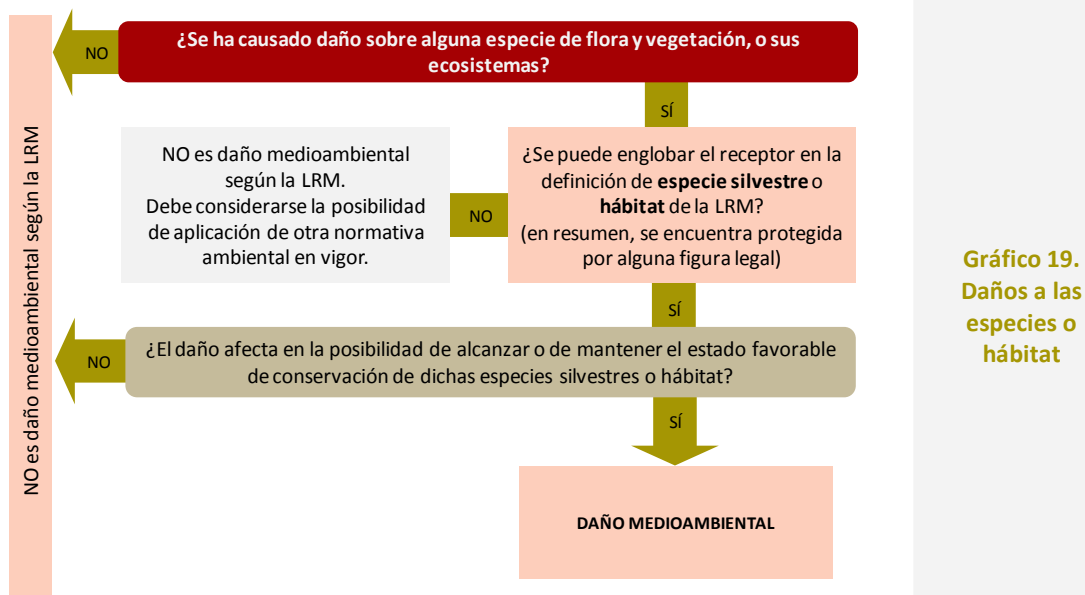 ¿Se ha causado daño sobre alguna especie de flora y vegetación, o sus
ecosistemas?
NO
SÍ
NO es daño medioambiental según la LRM
NO es daño medioambiental
según la LRM.
Debe considerarse la posibilidad
de aplicación de otra normativa
ambiental en vigor.
NO
¿Se puede englobar el receptor en la
definición de especie silvestre o
hábitat de la LRM?
(en resumen, se encuentra protegida
por alguna figura legal)
SÍ
NO
¿El daño afecta en la posibilidad de alcanzar o de mantener el estado favorable
de conservación de dichas especies silvestres o hábitat?
SÍ
DAÑO MEDIOAMBIENTAL
Gráfico 19.
Daños a las
especies o
hábitat